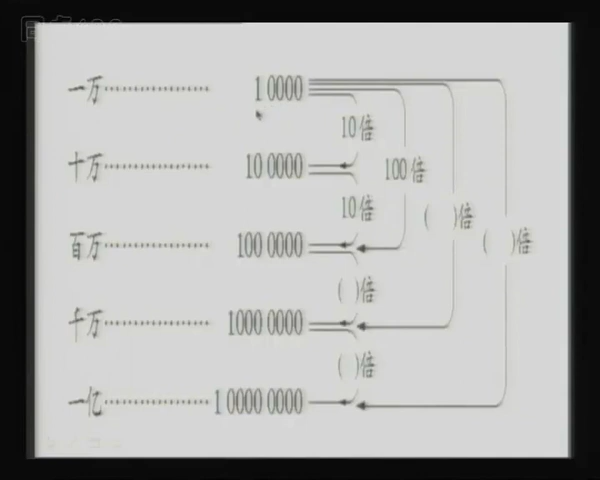 一万 1 0000
10倍
十万 10 0000
100倍
10倍
( )倍
( )倍
百万 100 0000
( )倍
千万 1000 0000
( )倍
一亿 1 0000 0000